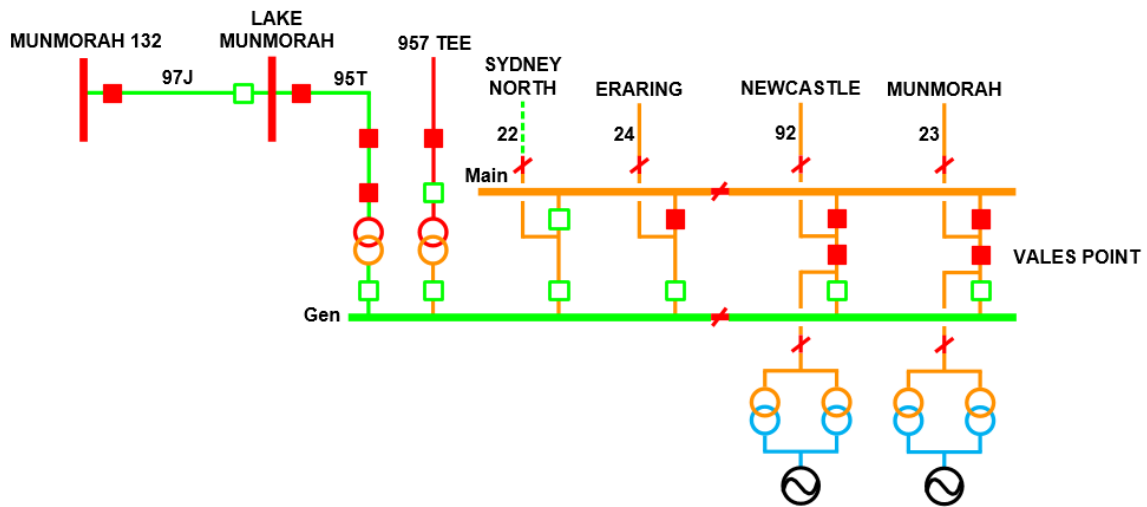 MUNMORAH 132
LAKE
MUNMORAH
957 TEE
SYDNEY
NORTH
ERARING
NEWCASTLE
MUNMORAH
97J
95T
22
24
92
23
Main
VALES POINT
Gen